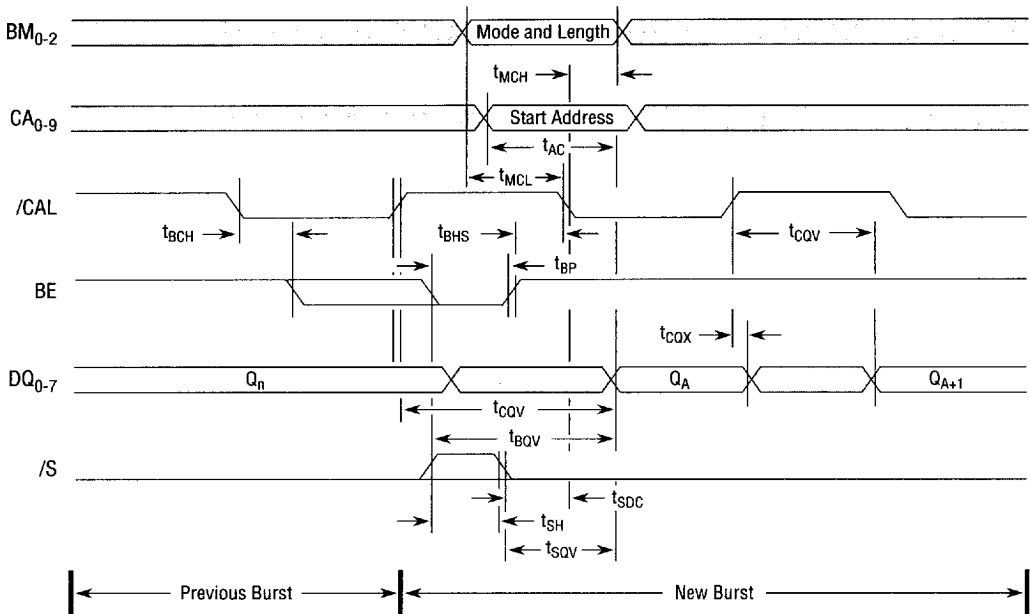 BM0-2
Mode and Length
tMCH
CA0-9
Start Address
tAC
tMCL
/CAL
tBCH
tBHS
tCQV
tBP
BE
tCQX
DQ0-7
Qn
QA
QA+1
tCQV
tBQV
/S
tSDC
tSH
tSQV
Previous Burst
New Burst